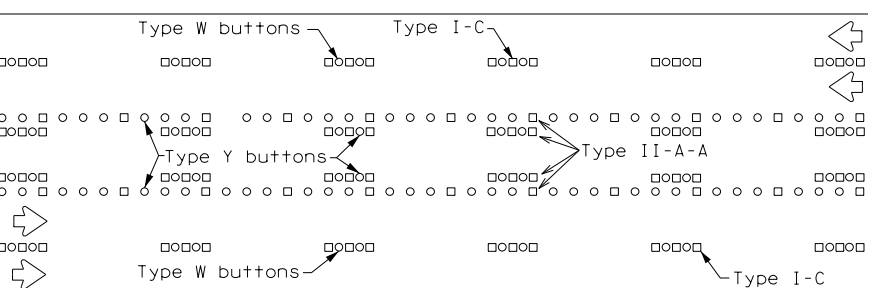 Type W buttons
Type I-C
Type Y buttons
Type II-A-A
Type W buttons
Type I-C